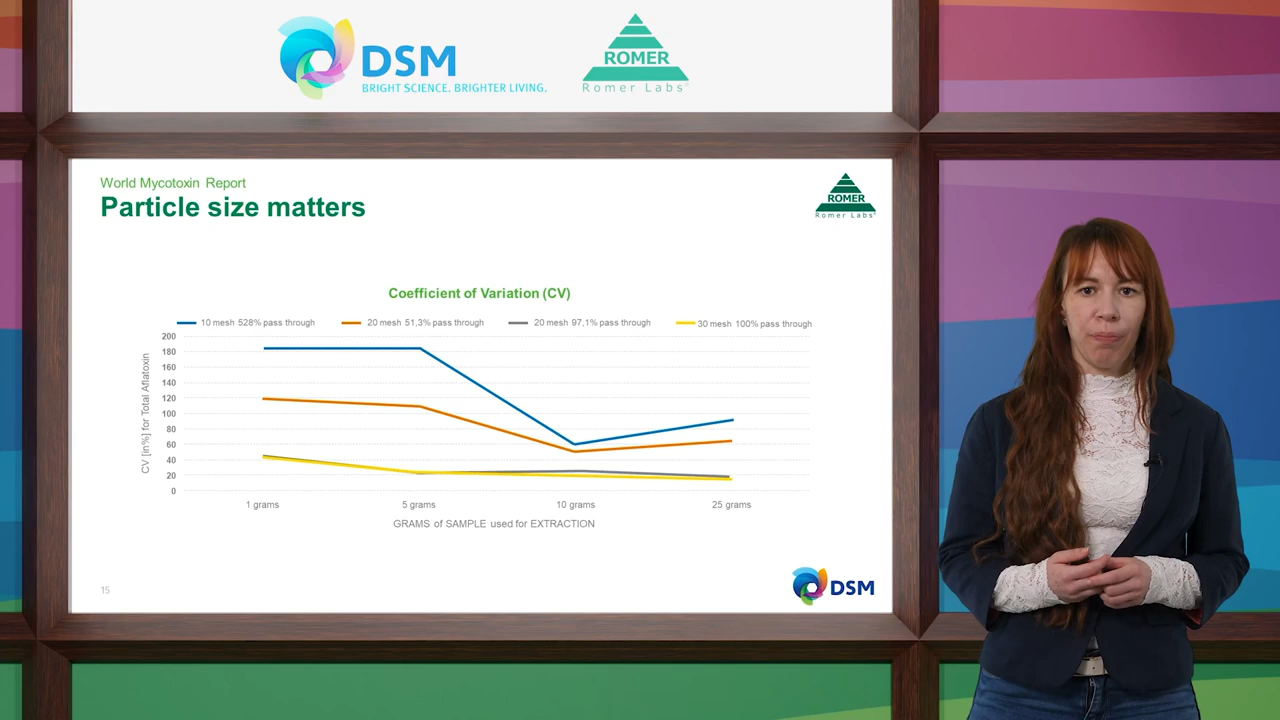 DSM
BRIGHT SCIENCE. BRIGHTER LIVING.
ROMER
Romer Labs®
World Mycotoxin Report
Particle size matters
ROMER
Romer Labs®
Coefficient of Variation (CV)
10 mesh 528% pass through
20 mesh 51,3% pass through
20 mesh 97,1% pass through
30 mesh 100% pass through
CV [in%] for Total Aflatoxin
200
180
160
140
120
100
80
60
40
20
0
1 grams
5 grams
10 grams
25 grams
GRAMS of SAMPLE used for EXTRACTION
15
DSM